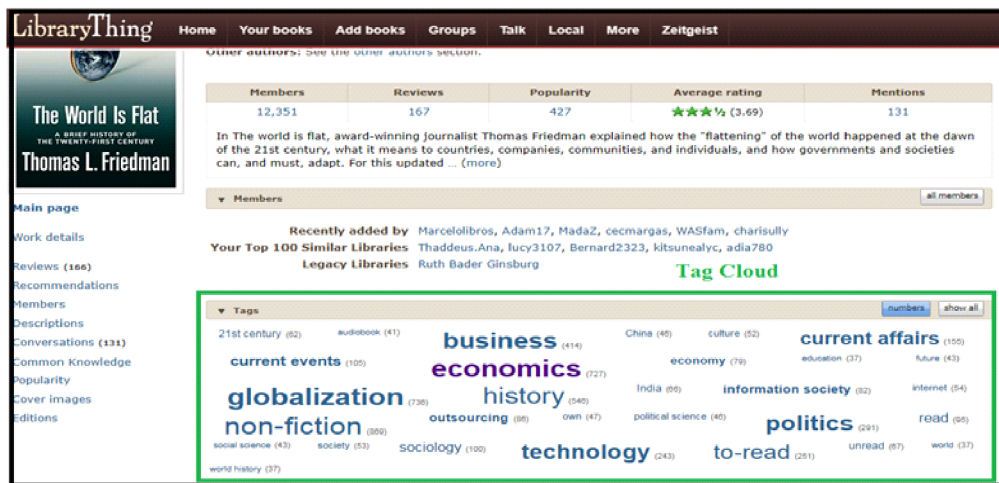 LibraryThing Home Your books Add books Groups Talk Local More Zeitgeist
Other authors: See the other authors section.
The World Is Flat
A BRIEF HISTORY OF
THE TWENTY-FIRST CENTURY
Thomas L. Friedman
Members Reviews Popularity Average rating Mentions
12,351 167 427 (3.69) 131
In The world is flat, award-winning journalist Thomas Friedman explained how the "flattening" of the world happened at the dawn
of the 21st century, what it means to countries, companies, communities, and individuals, and how governments and societies
can, and must, adapt. For this updated ... (more)
Main page
Work details
Reviews (166)
Recommendations
Members
Descriptions
Conversations (131)
Common Knowledge
Popularity
Cover images
Editions
Members all members
Recently added by Marcelolibros, Adam17, MadaZ, cecmargas, WASfam, charisully
Your Top 100 Similar Libraries Thaddeus.Ana, lucy3107, Bernard2323, kitsunealyc, adia780
Legacy Libraries Ruth Bader Ginsburg
Tag Cloud
Tags numbers show all
21st century (62) audiobook (41) business (414) China (46) culture (52) current affairs (155)
current events (105) economics (727) economy (79) education (37) future (43)
globalization (736) history (546) India (66) information society (82) internet (54)
non-fiction (869) outsourcing (86) own (47) political science (46) politics (291) read (95)
social science (43) society (53) sociology (100) technology (243) to-read (251) unread (67) world (37)
world history (37)